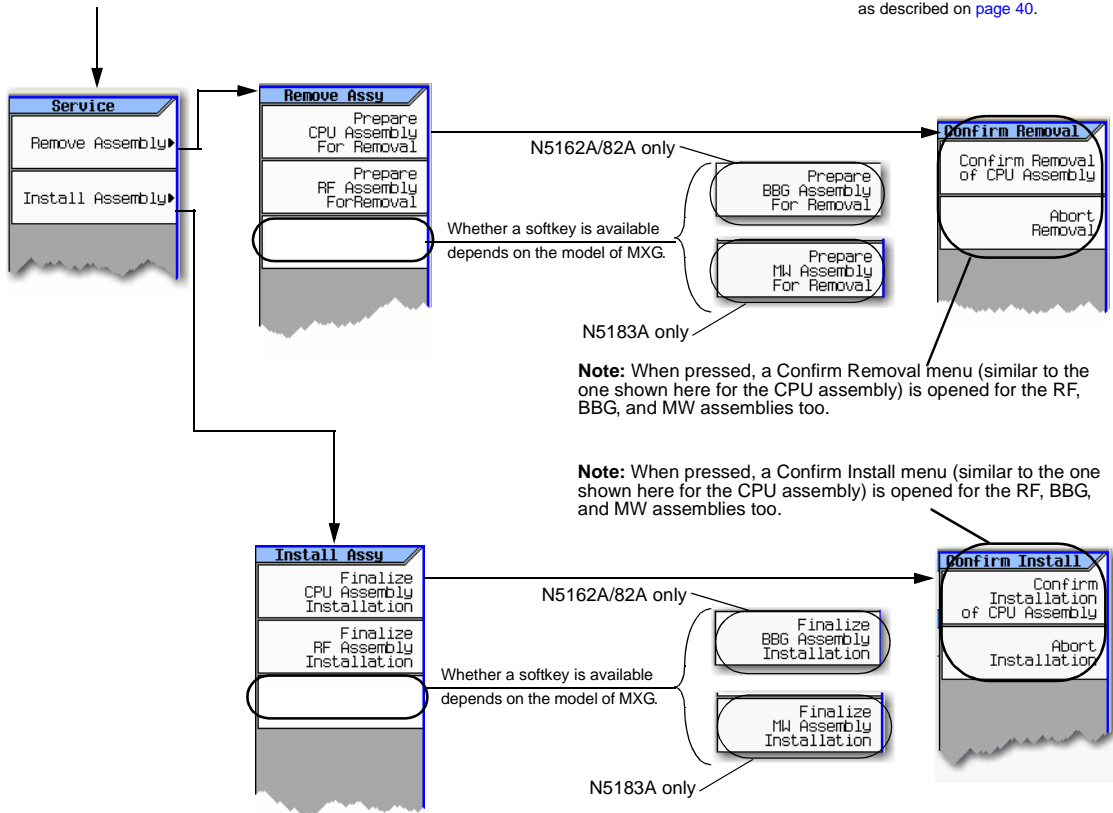 as described on page 40.
Service
Remove Assembly
Install Assembly
Remove Assy
Prepare
CPU Assembly
For Removal
Prepare
RF Assembly
ForRemoval
Whether a softkey is available
depends on the model of MXG.
N5162A/82A only
Prepare
BBG Assembly
For Removal
Prepare
MW Assembly
For Removal
N5183A only
Confirm Removal
Confirm Removal
of CPU Assembly
Abort
Removal
Note: When pressed, a Confirm Removal menu (similar to the
one shown here for the CPU assembly) is opened for the RF,
BBG, and MW assemblies too.
Note: When pressed, a Confirm Install menu (similar to the one
shown here for the CPU assembly) is opened for the RF, BBG,
and MW assemblies too.
Install Assy
Finalize
CPU Assembly
Installation
Finalize
RF Assembly
Installation
Whether a softkey is available
depends on the model of MXG.
N5162A/82A only
Finalize
BBG Assembly
Installation
Finalize
MW Assembly
Installation
N5183A only
Confirm Install
Confirm
Installation
of CPU Assembly
Abort
Installation